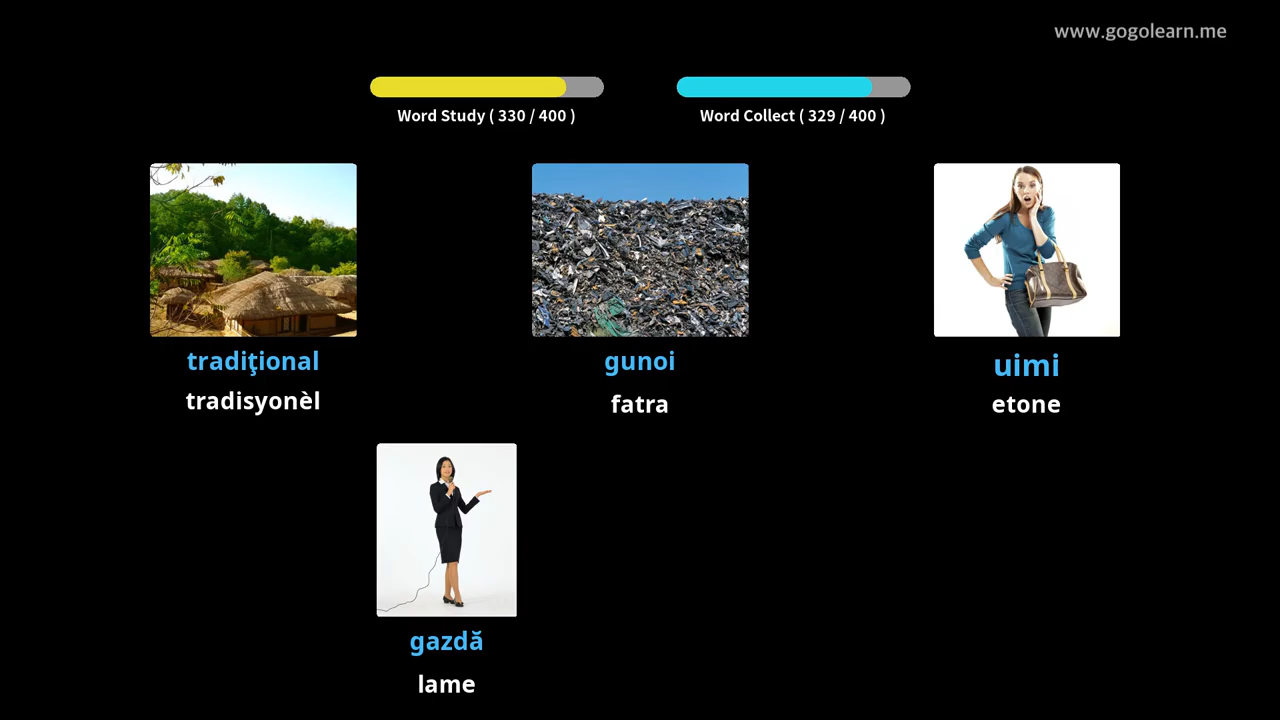 www.gogolearn.me
Word Study ( 330 / 400 )
Word Collect ( 329 / 400 )
tradiţional
tradisyonèl
gunoi
fatra
uimi
etone
gazdă
lame